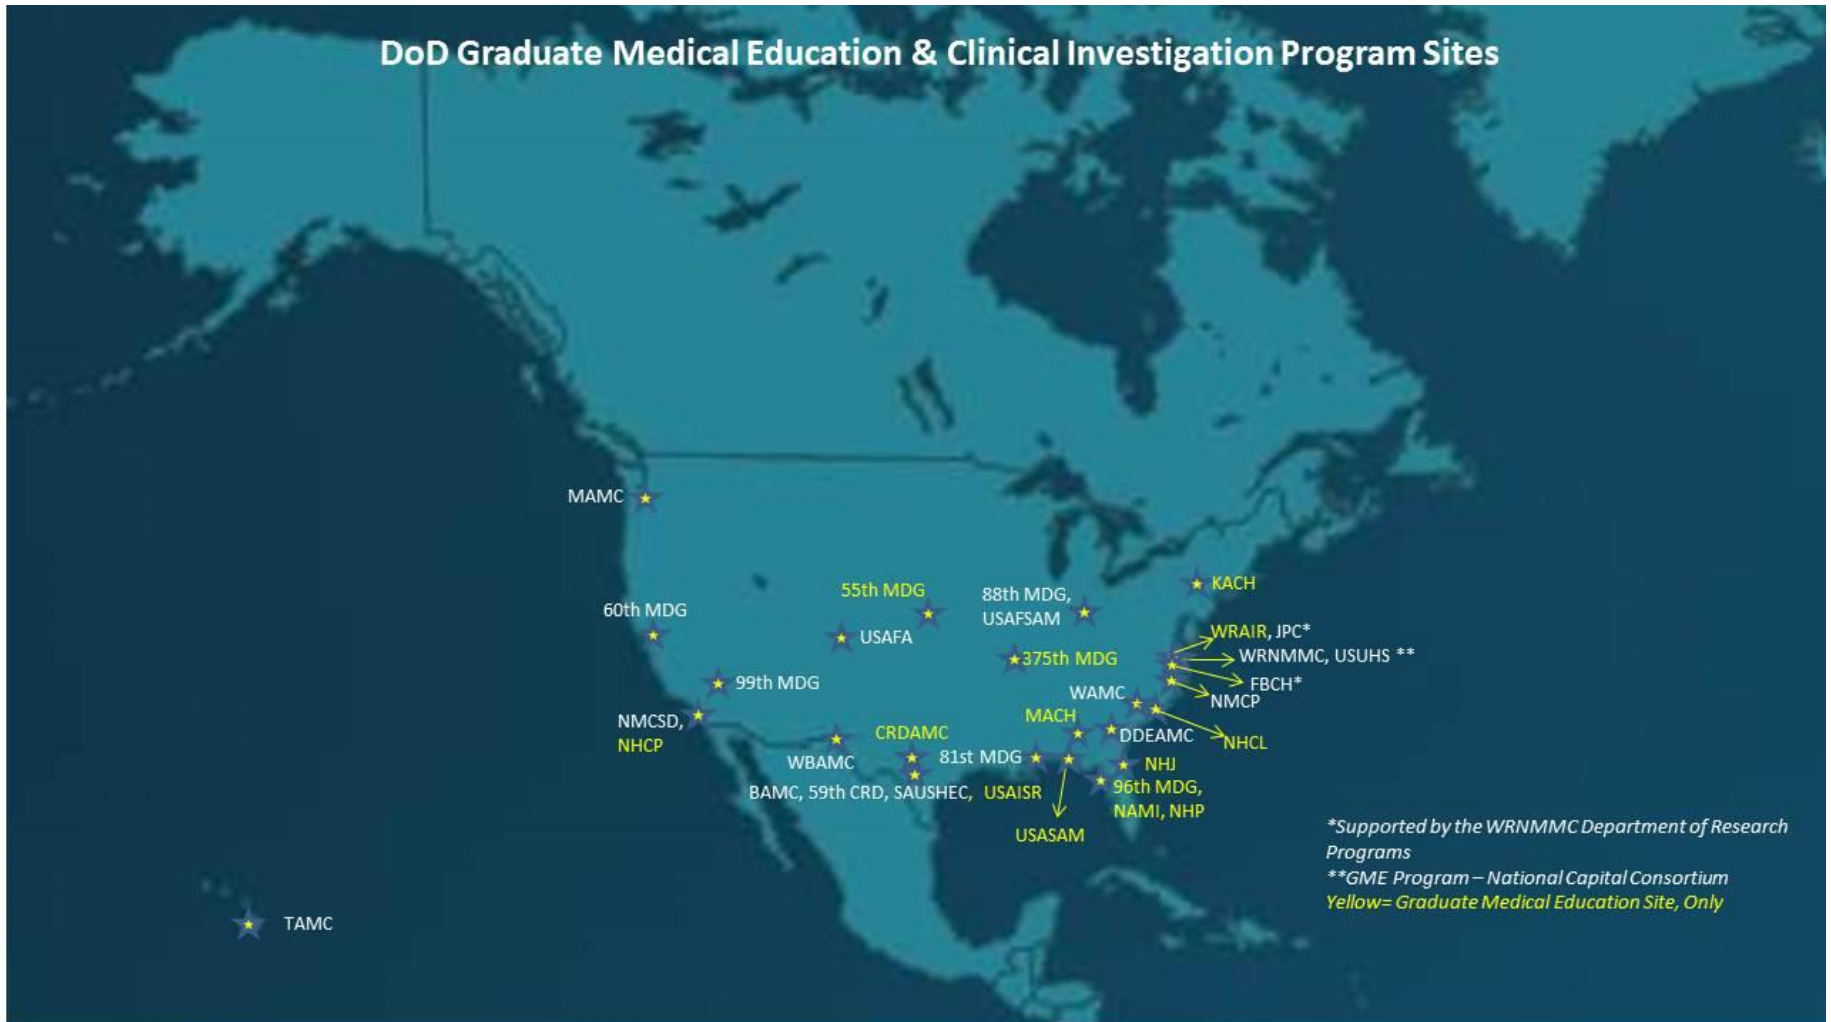 DoD Graduate Medical Education & Clinical Investigation Program Sites
MAMC
55th MDG
88th MDG,
USAFSAM
KACH
60th MDG
USAFA
WRAIR, JPC*
375th MDG
WRNMMC, USUHS **
99th MDG
FBCH*
WAMC
NMCP
NMCSD,
NHCP
MACH
CRDAMC
DDEAMC
NHCL
WBAMC
81st MDG
NHJ
BAMC, 59th CRD, SAUSHEC, USAISR
96th MDG,
NAMI, NHP
USASAM
*Supported by the WRNMMC Department of Research
Programs
**GME Program – National Capital Consortium
Yellow= Graduate Medical Education Site, Only
TAMC